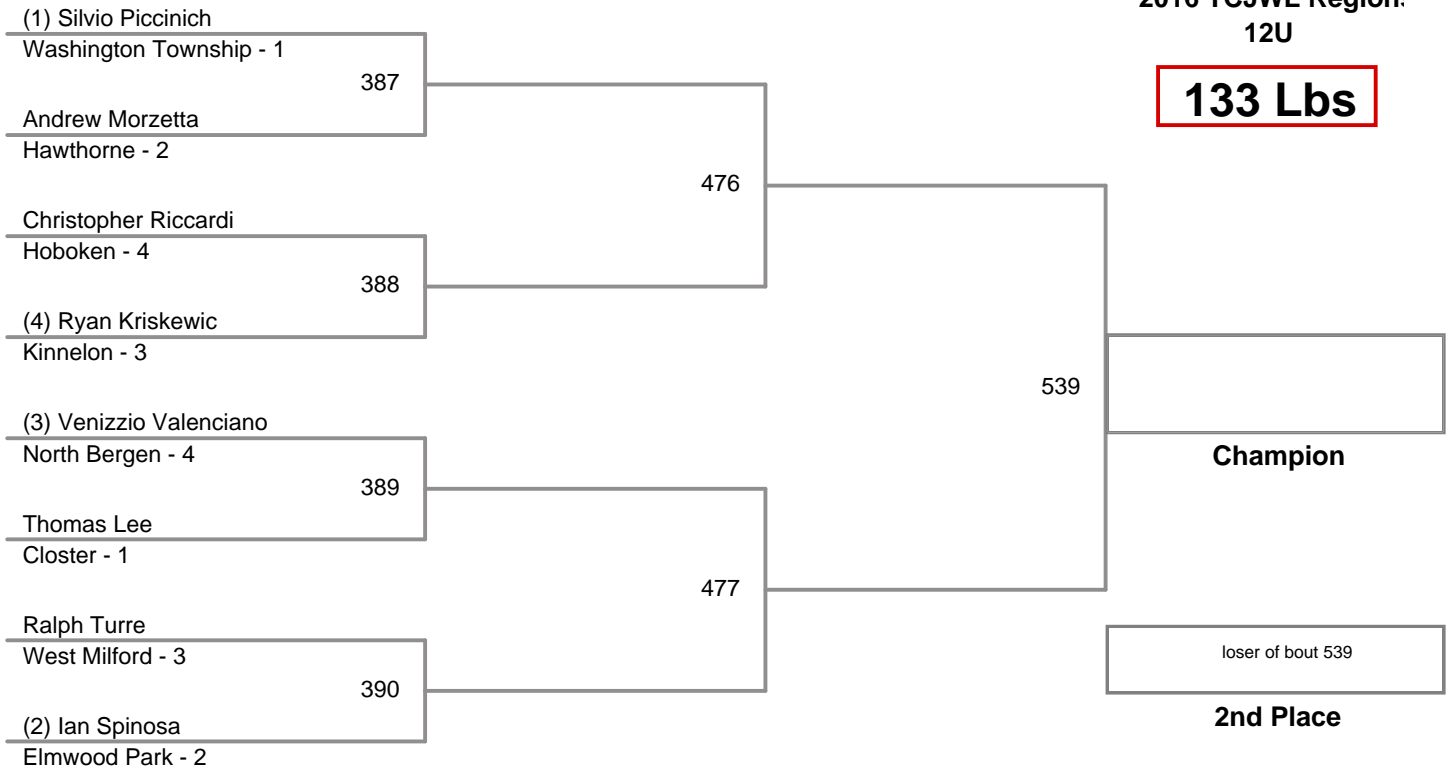 2016 TCJWL Regions
12U
133 Lbs
(1) Silvio Piccinich
Washington Township - 1
387
Andrew Morzetta
Hawthorne - 2
476
Christopher Riccardi
Hoboken - 4
388
(4) Ryan Kriskewic
Kinnelon - 3
539
(3) Venizzio Valenciano
North Bergen - 4
Champion
389
Thomas Lee
Closter - 1
477
Ralph Turre
West Milford - 3
loser of bout 539
390
2nd Place
(2) Ian Spinosa
Elmwood Park - 2